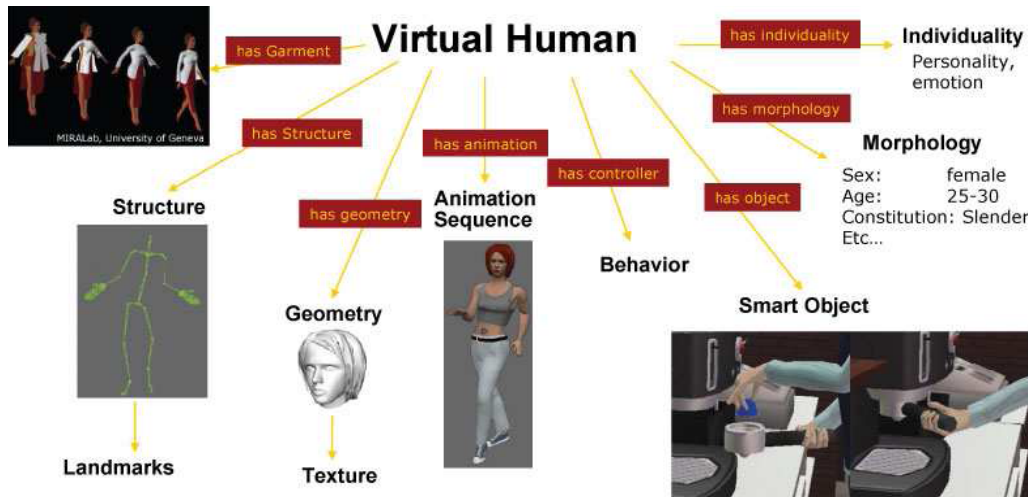 Virtual Human
has Garment
has individuality
Individuality
Personality,
emotion
MIRALab, University of Geneva
has Structure
has animation
has morphology
has controller
Morphology
Sex: female
Age: 25-30
Constitution: Slender
Etc...
has geometry
has object
Structure
Animation
Sequence
Behavior
Geometry
Smart Object
Landmarks
Texture